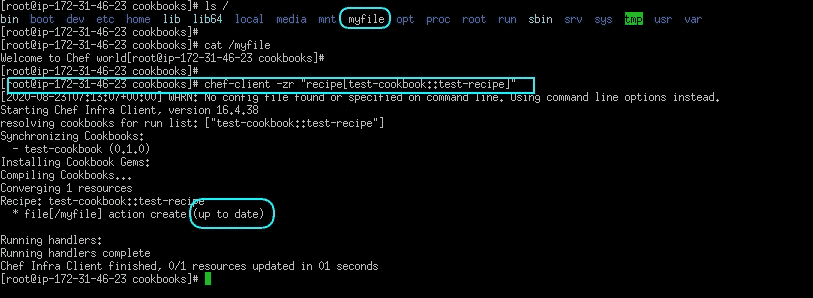 [root@ip-172-31-46-23 cookbooks]# ls /
bin boot dev etc home lib lib64 local media mnt myfile opt proc root run sbin srv sys tmp usr var
[root@ip-172-31-46-23 cookbooks]#
[root@ip-172-31-46-23 cookbooks]# cat /myfile
Welcome to Chef world[root@ip-172-31-46-23 cookbooks]#
[root@ip-172-31-46-23 cookbooks]#
[root@ip-172-31-46-23 cookbooks]# chef-client -zr "recipe[test-cookbook::test-recipe]"
[2020-08-23T07:13:07+00:00] WARN: No config file found or specified on command line. Using command line options instead.
Starting Chef Infra Client, version 16.4.38
resolving cookbooks for run list: ["test-cookbook::test-recipe"]
Synchronizing Cookbooks:
- test-cookbook (0.1.0)
Installing Cookbook Gems:
Compiling Cookbooks...
Converging 1 resources
Recipe: test-cookbook::test-recipe
* file[/myfile] action create (up to date)
Running handlers:
Running handlers complete
Chef Infra Client finished, 0/1 resources updated in 01 seconds
[root@ip-172-31-46-23 cookbooks]#